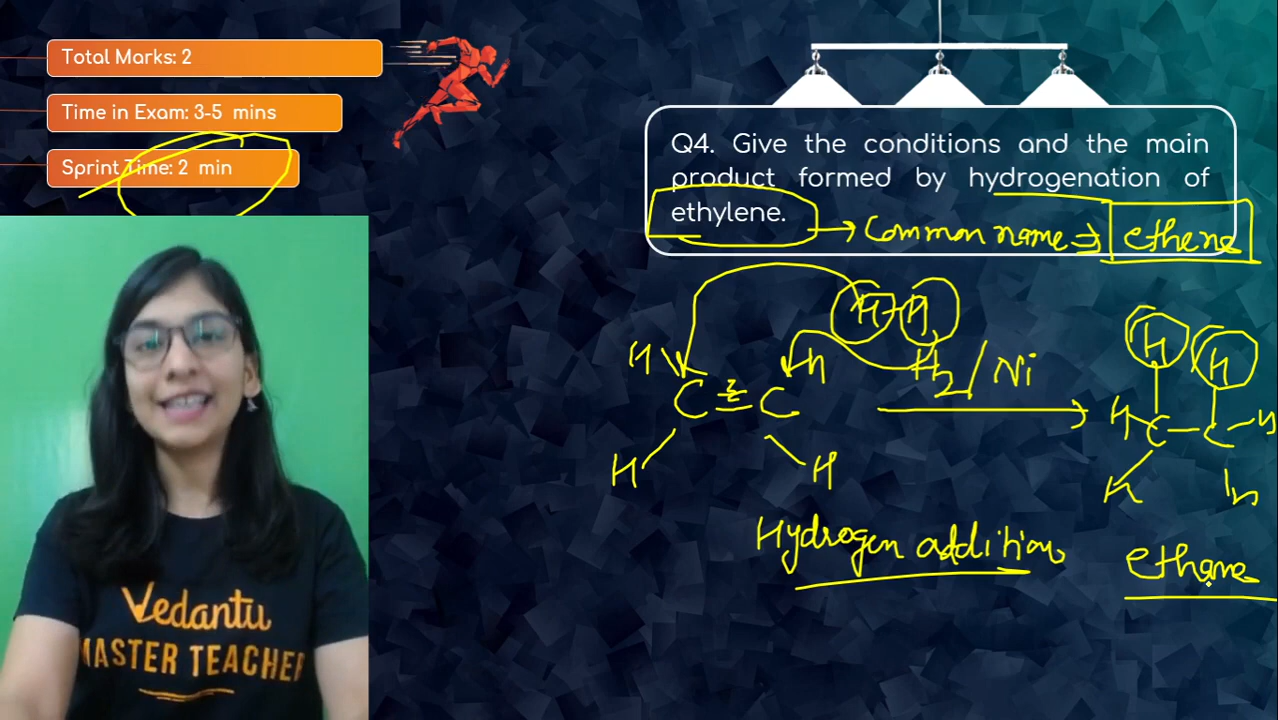 Total Marks: 2
Time in Exam: 3-5 mins
Sprint Time: 2 min
Q4. Give the conditions and the main
product formed by hydrogenation of
ethylene.
→ Common name ⇒ ethene
H-H
H H H2/Ni H H
C = C → H C - C H
H H H H
Hydrogen addition
ethane
Vedantu
MASTER TEACHER